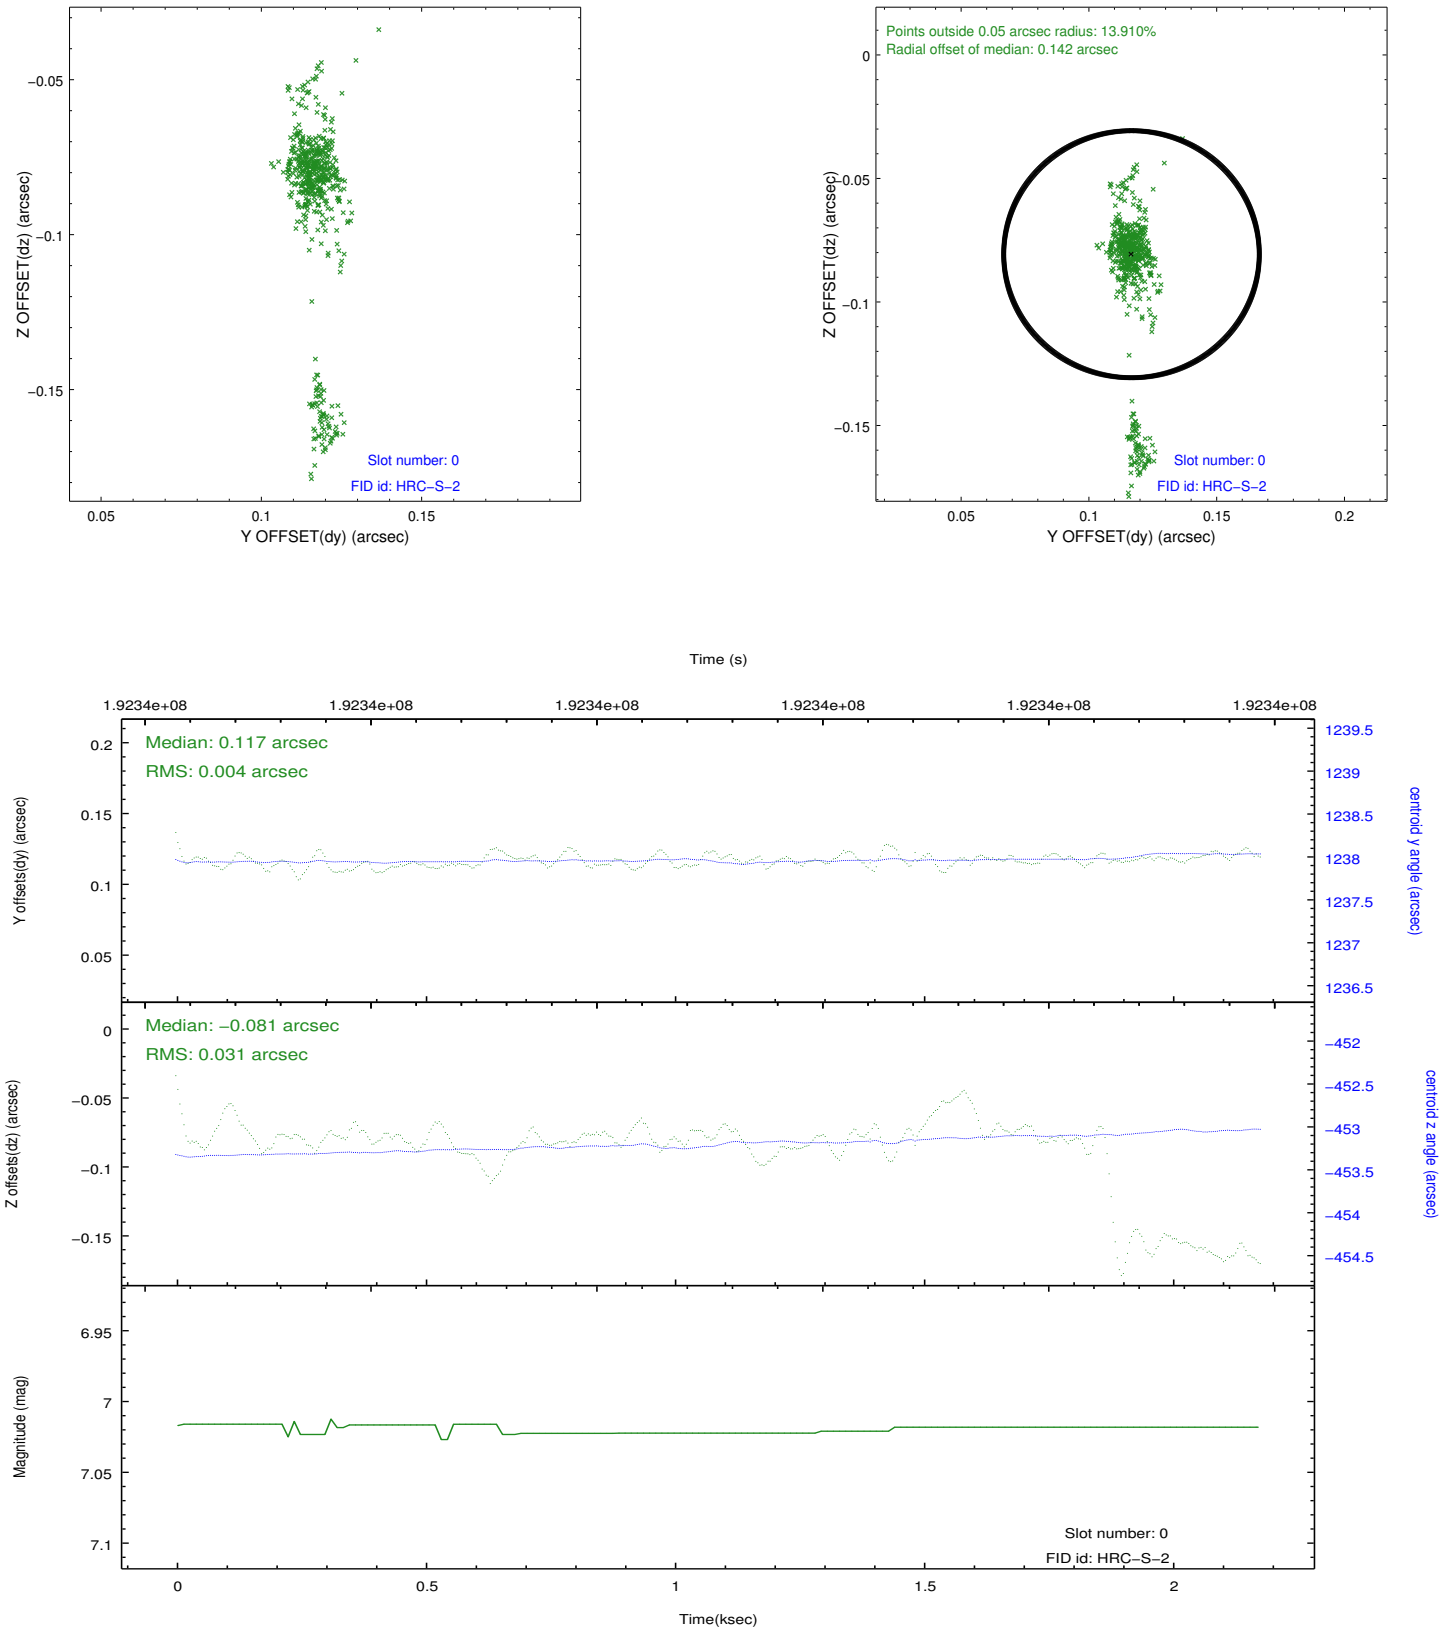 −0.05
−0.1
−0.15
Z OFFSET(dz) (arcsec)
Slot number: 0
FID id: HRC−S−2
0.05
0.1
0.15
Y OFFSET(dy) (arcsec)
Points outside 0.05 arcsec radius: 13.910%
Radial offset of median: 0.142 arcsec
0
−0.05
−0.1
−0.15
Z OFFSET(dz) (arcsec)
Slot number: 0
FID id: HRC−S−2
0.05
0.1
0.15
0.2
Y OFFSET(dy) (arcsec)
Time (s)
1.9234e+08
1.9234e+08
1.9234e+08
1.9234e+08
1.9234e+08
1.9234e+08
Median: 0.117 arcsec
RMS: 0.004 arcsec
0.2
0.15
0.1
0.05
Y offsets(dy) (arcsec)
1239.5
1239
1238.5
1238
1237.5
1237
1236.5
centroid y angle (arcsec)
Median: −0.081 arcsec
RMS: 0.031 arcsec
0
−0.05
−0.1
−0.15
Z offsets(dz) (arcsec)
−452
−452.5
−453
−453.5
−454
−454.5
centroid z angle (arcsec)
6.95
7
7.05
7.1
Magnitude (mag)
Slot number: 0
FID id: HRC−S−2
0
0.5
1
1.5
2
Time(ksec)